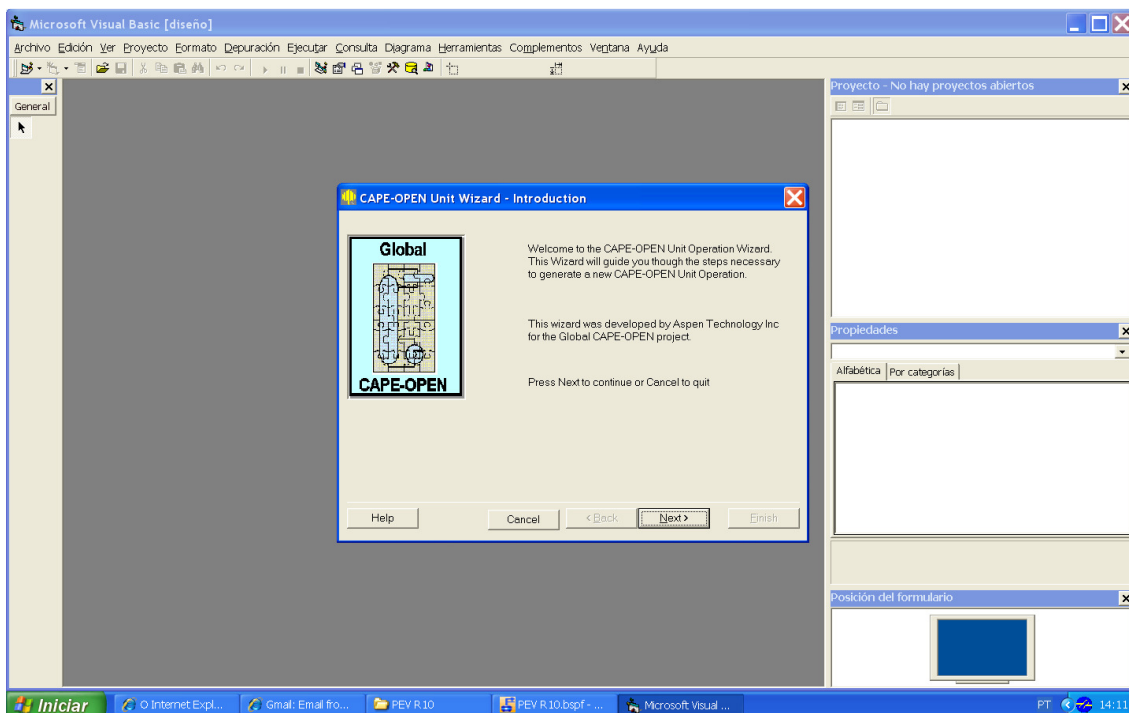 Microsoft Visual Basic [diseño]
Archivo Edición Ver Proyecto Formato Depuración Ejecutar Consulta Diagrama Herramientas Complementos Ventana Ayuda
General
Proyecto - No hay proyectos abiertos
CAPE-OPEN Unit Wizard - Introduction
Global
CAPE-OPEN
Welcome to the CAPE-OPEN Unit Operation Wizard.
This Wizard will guide you though the steps necessary
to generate a new CAPE-OPEN Unit Operation.
This wizard was developed by Aspen Technology Inc
for the Global CAPE-OPEN project.
Press Next to continue or Cancel to quit
Help
Cancel
<Back
Next>
Finish
Propiedades
Alfabética
Por categorías
Posición del formulario
Iniciar
O Internet Expl...
Gmail: Email fro...
PEV R10
PEV R10.bspf - ...
Microsoft Visual ...
PT
14:11